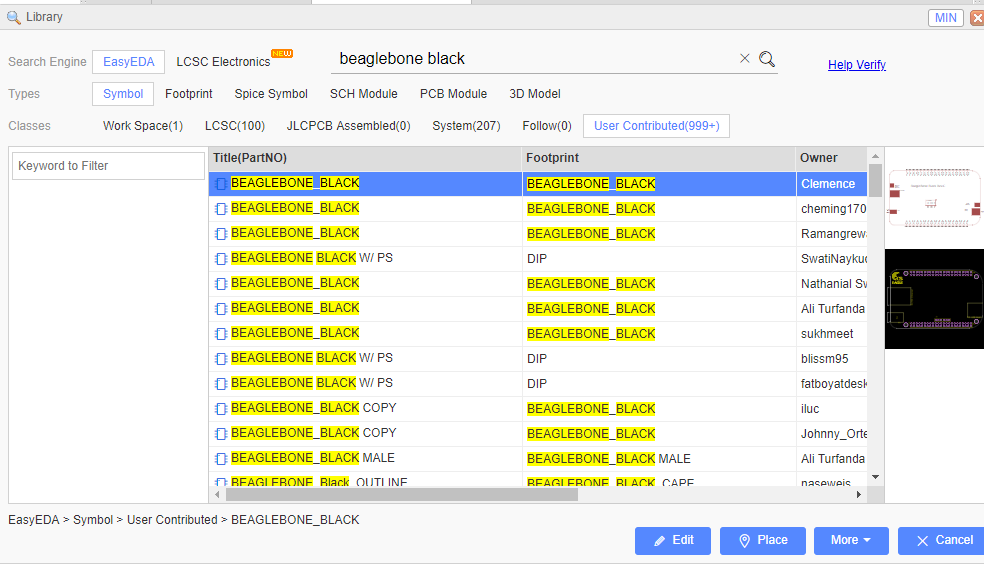 Library MIN
Search Engine EasyEDA LCSC Electronics NEW beaglebone black Help Verify
Types Symbol Footprint Spice Symbol SCH Module PCB Module 3D Model
Classes Work Space(1) LCSC(100) JLCPCB Assembled(0) System(207) Follow(0) User Contributed(999+)
Keyword to Filter
Title(PartNO) Footprint Owner
BEAGLEBONE_BLACK BEAGLEBONE_BLACK Clemence
BEAGLEBONE_BLACK BEAGLEBONE_BLACK cheming170
BEAGLEBONE_BLACK BEAGLEBONE_BLACK Ramangrewa
BEAGLEBONE BLACK W/ PS DIP SwatiNaykud
BEAGLEBONE_BLACK BEAGLEBONE_BLACK Nathanial Sw
BEAGLEBONE_BLACK BEAGLEBONE_BLACK Ali Turfanda
BEAGLEBONE_BLACK BEAGLEBONE_BLACK sukhmeet
BEAGLEBONE BLACK W/ PS DIP blissm95
BEAGLEBONE BLACK W/ PS DIP fatboyatdesk
BEAGLEBONE_BLACK COPY BEAGLEBONE_BLACK iluc
BEAGLEBONE_BLACK COPY BEAGLEBONE_BLACK Johnny_Orte
BEAGLEBONE_BLACK MALE BEAGLEBONE_BLACK MALE Ali Turfanda
BEAGLEBONE_Black_OUTLINE BEAGLEBONE_BLACK_CAPE naseweis
EasyEDA > Symbol > User Contributed > BEAGLEBONE_BLACK
Edit Place More Cancel